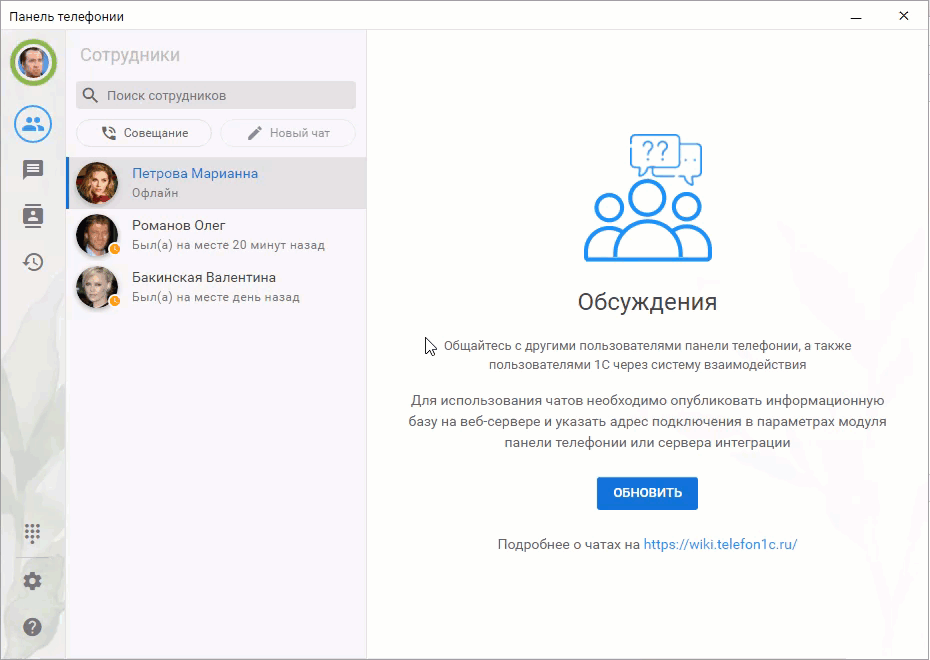 Панель телефонии
Сотрудники
Поиск сотрудников
Совещание
Новый чат
Петрова Марианна
Офлайн
Романов Олег
Был(а) на месте 20 минут назад
Бакинская Валентина
Был(а) на месте день назад
??
Обсуждения
Общайтесь с другими пользователями панели телефонии, а также
пользователями 1С через систему взаимодействия
Для использования чатов необходимо опубликовать информационную
базу на веб-сервере и указать адрес подключения в параметрах модуля
панели телефонии или сервера интеграции
ОБНОВИТЬ
Подробнее о чатах на https://wiki.telefon1c.ru/